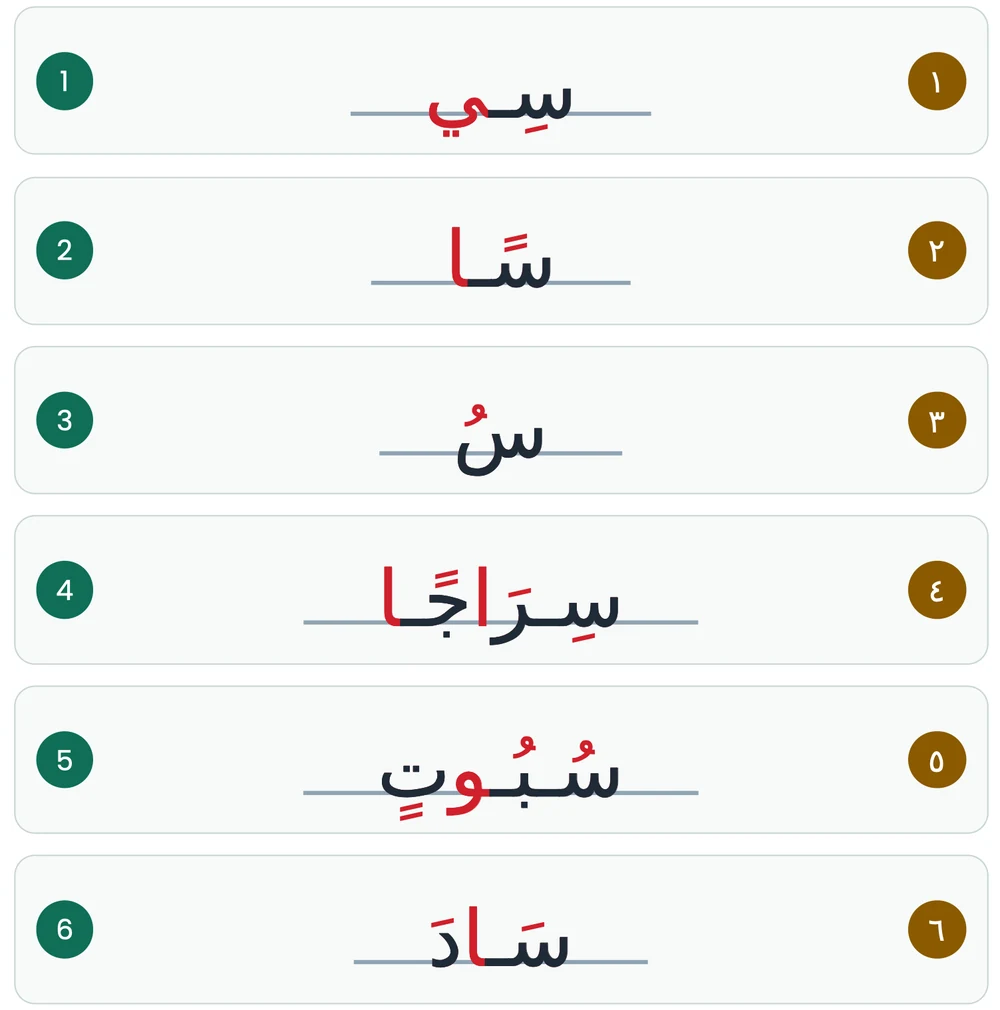 1 سِـي ١
2 سًـا ٢
3 سُ ٣
4 سِـرَاجًـا ٤
5 سُـبُـوتٍ ٥
6 سَـادَ ٦